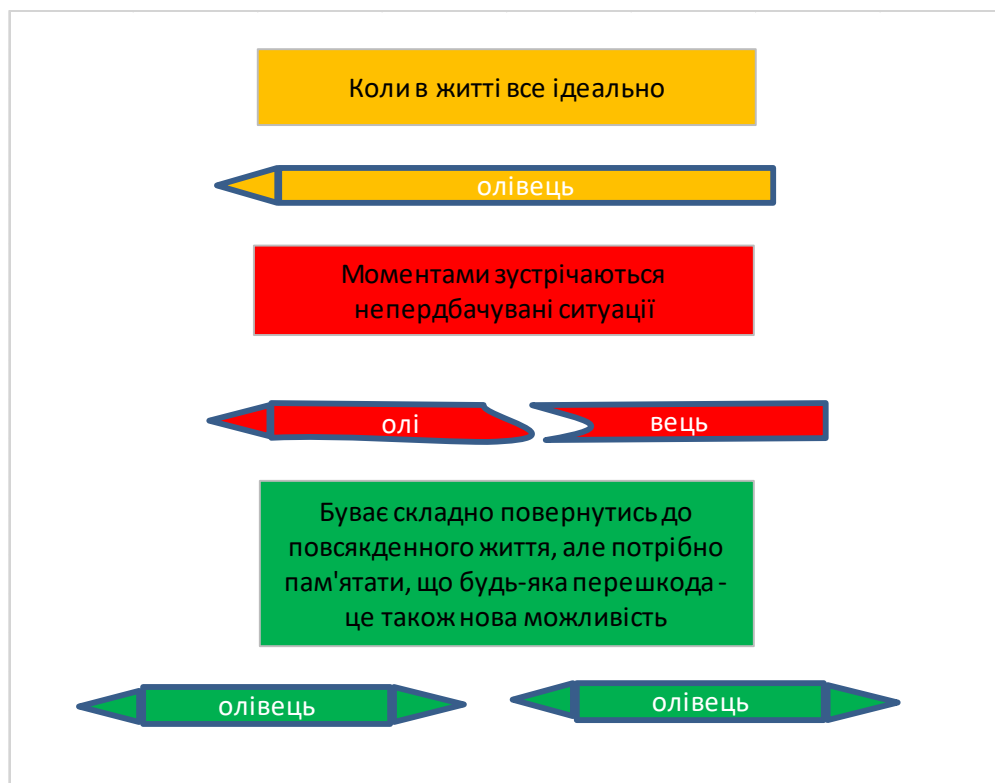 Коли в житті все ідеально
олівець
Моментами зустрічаються
непердбачувані ситуації
олі вець
Буває складно повернутись до
повсякденного життя, але потрібно
пам'ятати, що будь-яка перешкода -
це також нова можливість
олівець олівець